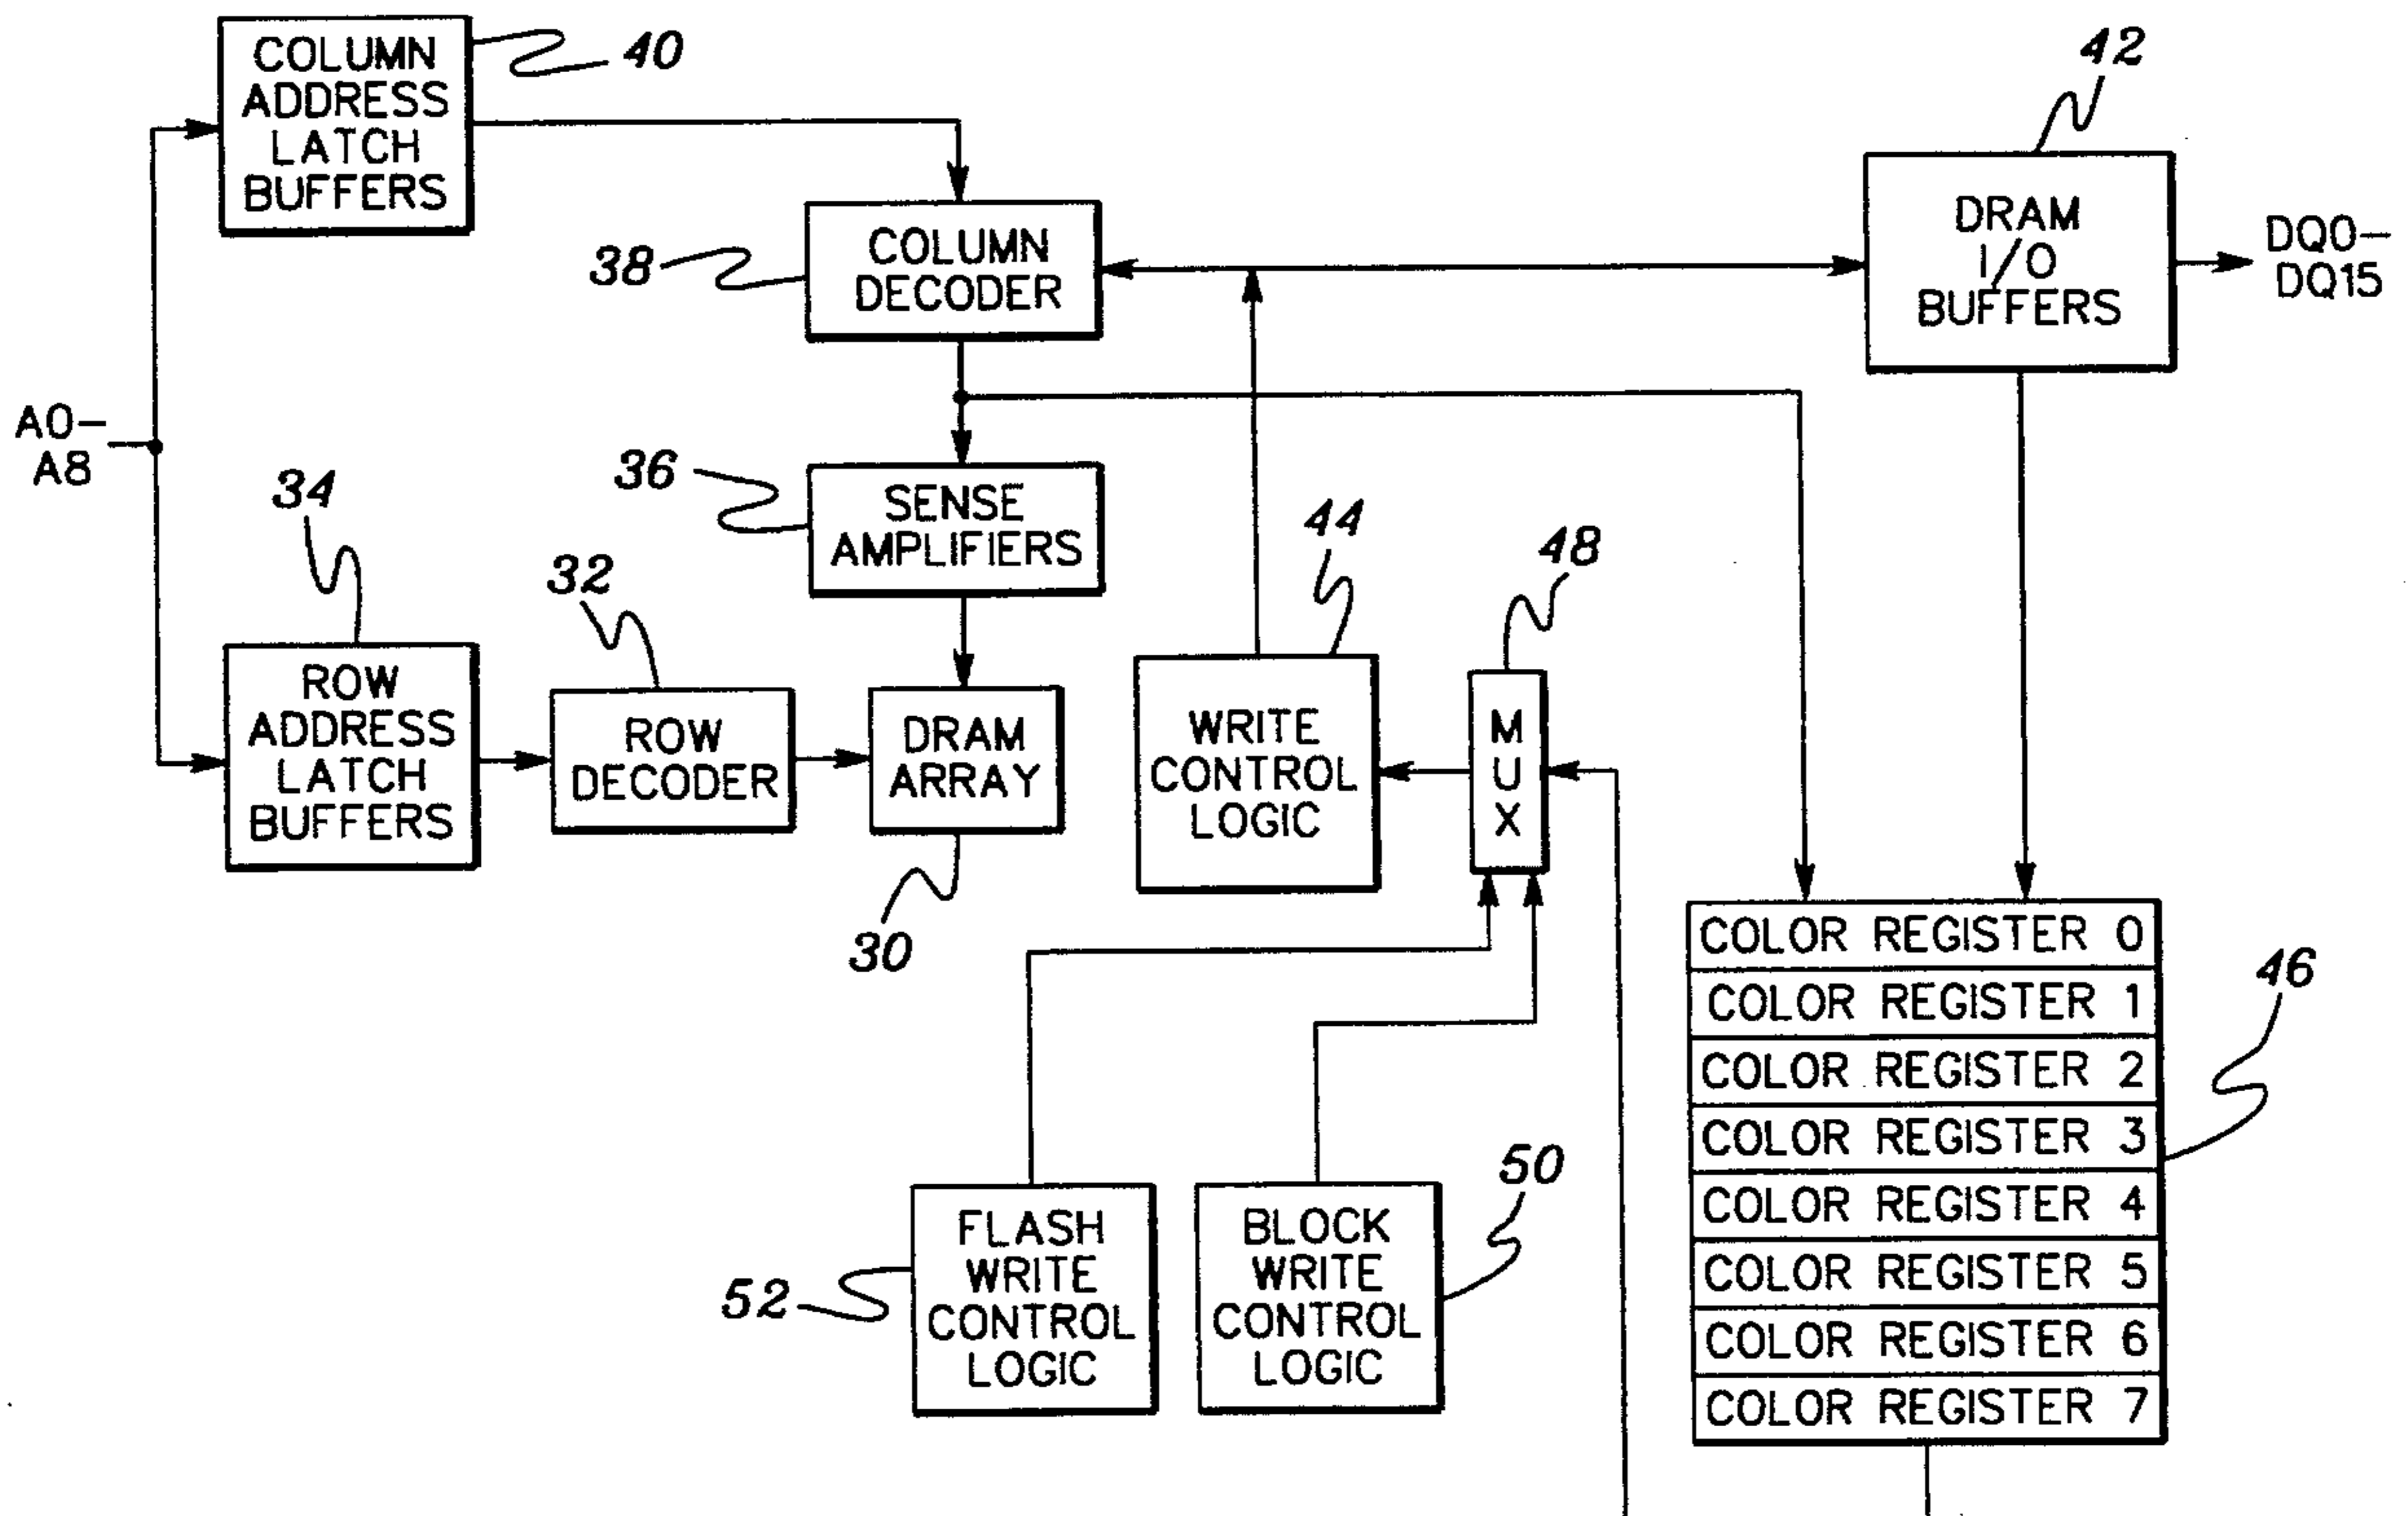 COLUMN
ADDRESS
LATCH
BUFFERS
40
42
DRAM
I/O
BUFFERS
DQ0–
DQ15
38
COLUMN
DECODER
A0–
A8
36
SENSE
AMPLIFIERS
34
32
44
48
ROW
ADDRESS
LATCH
BUFFERS
ROW
DECODER
DRAM
ARRAY
30
WRITE
CONTROL
LOGIC
M
U
X
COLOR REGISTER 0
COLOR REGISTER 1
COLOR REGISTER 2
COLOR REGISTER 3
COLOR REGISTER 4
COLOR REGISTER 5
COLOR REGISTER 6
COLOR REGISTER 7
46
52
FLASH
WRITE
CONTROL
LOGIC
50
BLOCK
WRITE
CONTROL
LOGIC